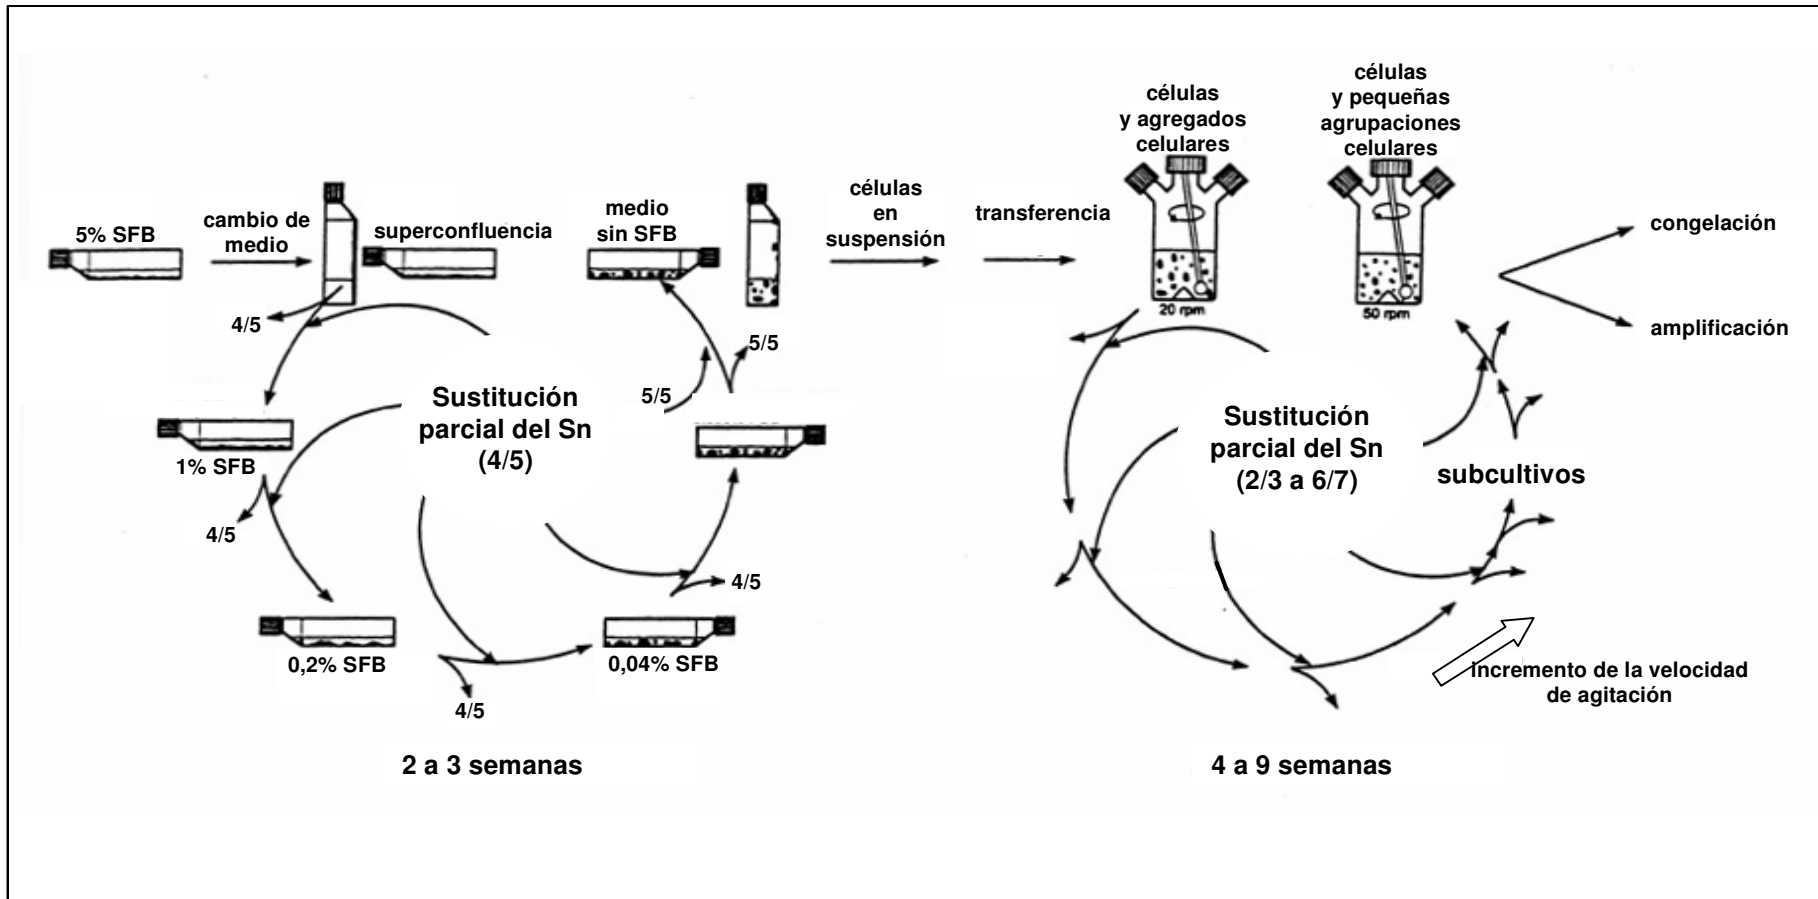 células
y agregados
celulares
células
y pequeñas
agrupaciones
celulares
5% SFB
cambio de
medio
superconfluencia
medio
sin SFB
células
en
suspensión
transferencia
20 rpm
50 rpm
congelación
amplificación
4/5
5/5
5/5
Sustitución
parcial del Sn
(4/5)
1% SFB
4/5
4/5
0,2% SFB
0,04% SFB
4/5
2 a 3 semanas
Sustitución
parcial del Sn
(2/3 a 6/7)
subcultivos
incremento de la velocidad
de agitación
4 a 9 semanas